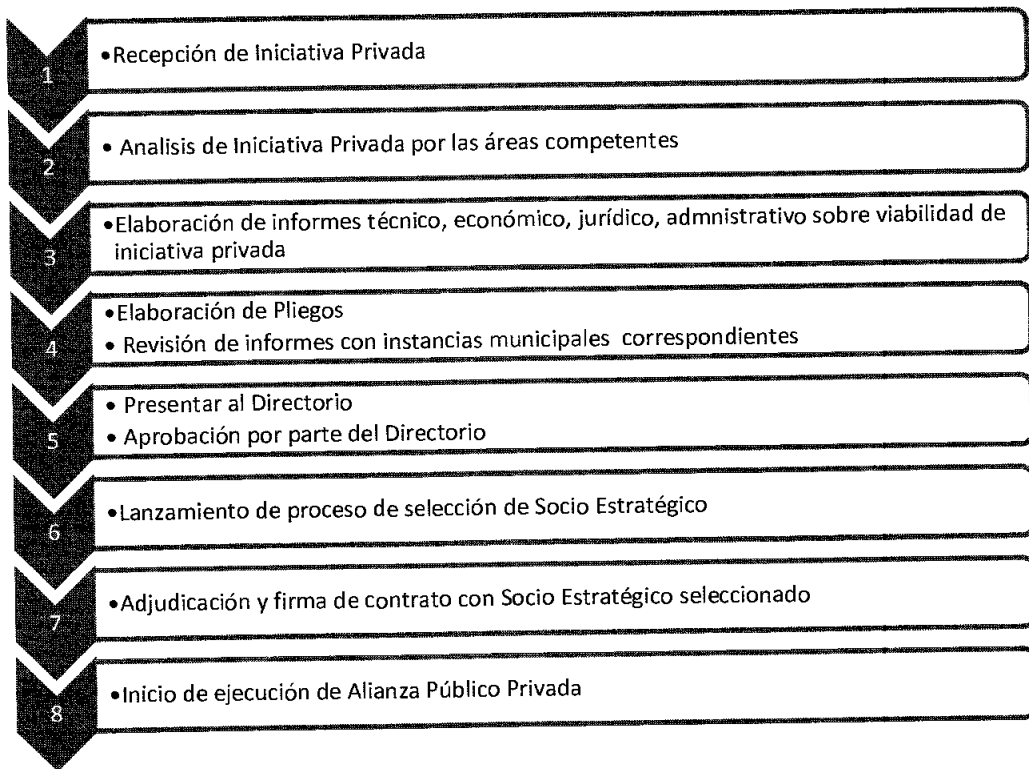 1
•Recepción de Iniciativa Privada
2
• Analisis de Iniciativa Privada por las áreas competentes
3
•Elaboración de informes técnico, económico, jurídico, admnistrativo sobre viabilidad de
iniciativa privada
4
•Elaboración de Pliegos
• Revisión de informes con instancias municipales correspondientes
5
• Presentar al Directorio
• Aprobación por parte del Directorio
6
•Lanzamiento de proceso de selección de Socio Estratégico
7
•Adjudicación y firma de contrato con Socio Estratégico seleccionado
8
•Inicio de ejecución de Alianza Público Privada